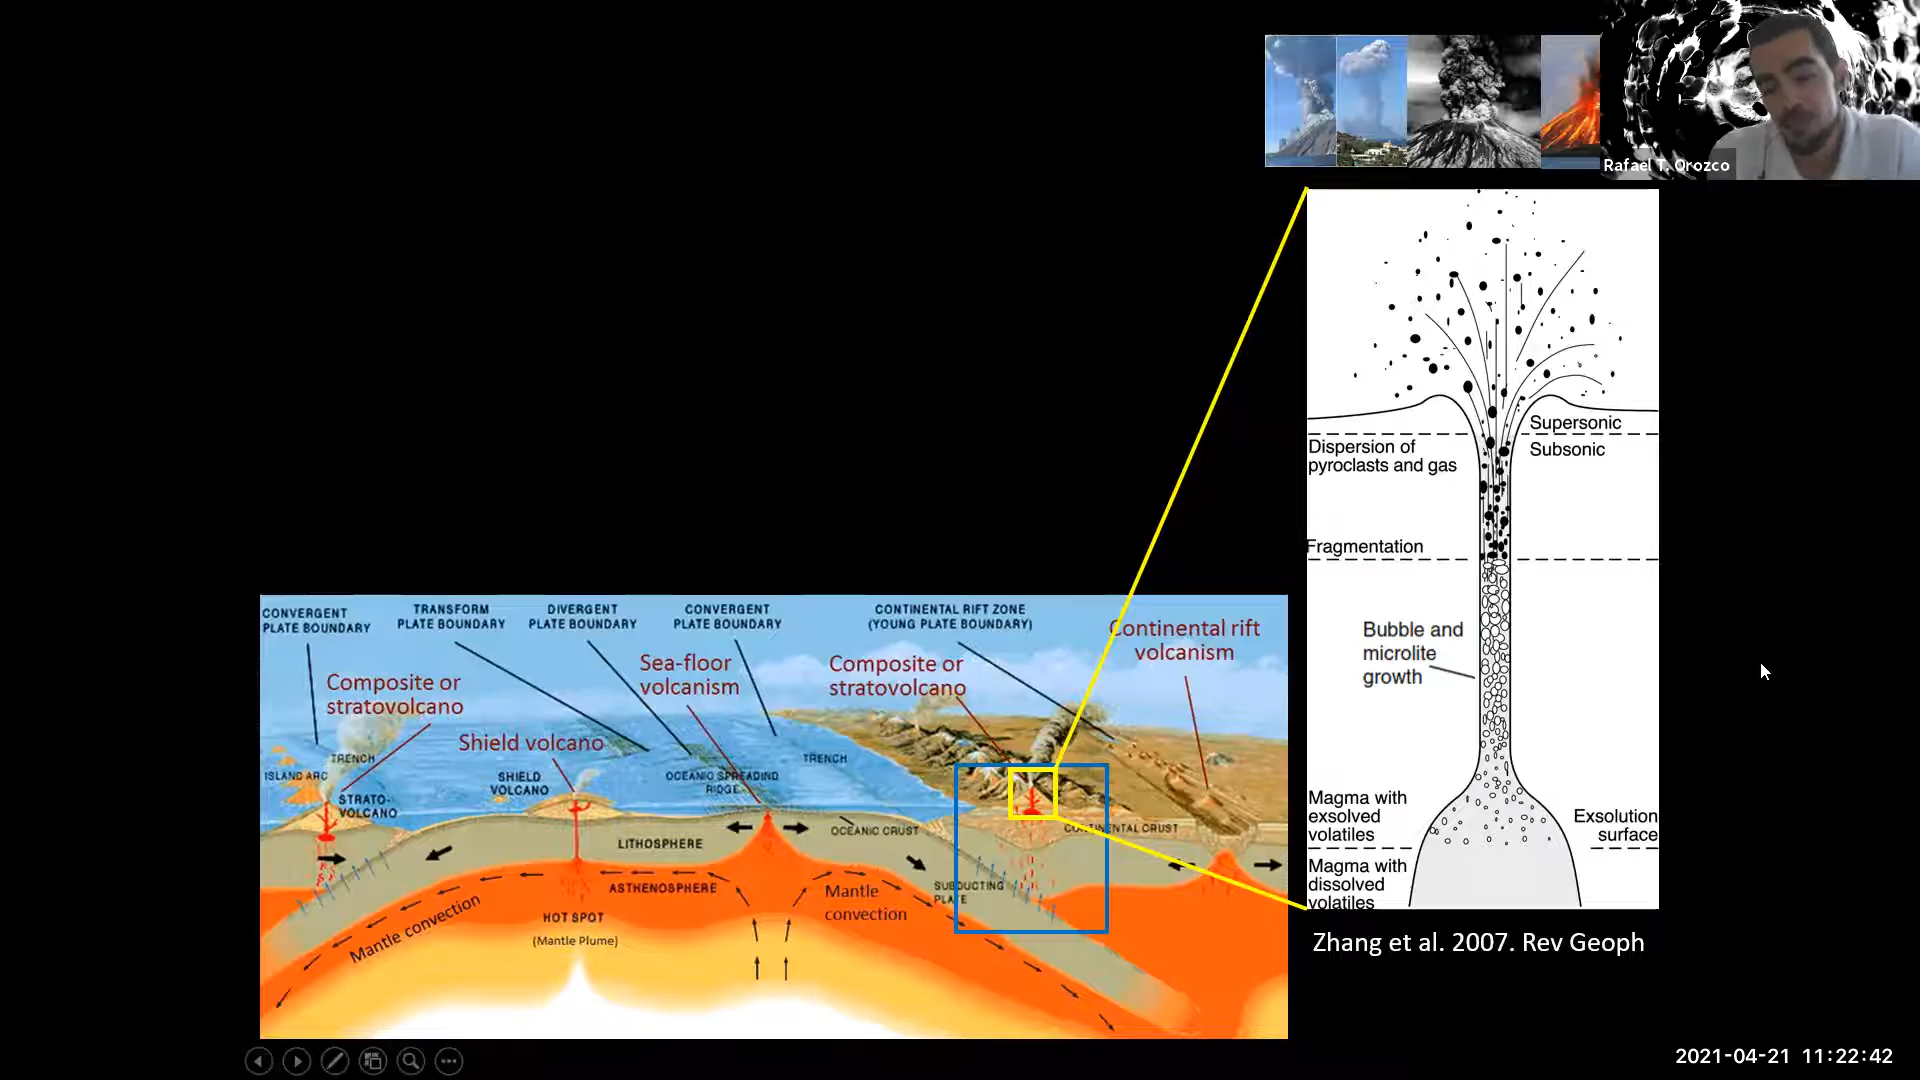 Rafael T. Orozco
Supersonic
Subsonic
Dispersion of
pyroclasts and gas
Fragmentation
Bubble and
microlite
growth
Magma with
exsolved
volatiles
Exsolution
surface
Magma with
dissolved
volatiles
Zhang et al. 2007. Rev Geoph
CONVERGENT
PLATE BOUNDARY
TRANSFORM
PLATE BOUNDARY
DIVERGENT
PLATE BOUNDARY
CONVERGENT
PLATE BOUNDARY
CONTINENTAL RIFT ZONE
(YOUNG PLATE BOUNDARY)
Continental rift
volcanism
Composite or
stratovolcano
Sea-floor
volcanism
Composite or
stratovolcano
Shield volcano
TRENCH
ISLAND ARC
STRATO-
VOLCANO
SHIELD
VOLCANO
OCEANIC SPREADING
RIDGE
TRENCH
LITHOSPHERE
OCEANIC CRUST
CONTINENTAL CRUST
ASTHENOSPHERE
SUBDUCTING
PLATE
Mantle convection
HOT SPOT
(Mantle Plume)
Mantle
convection
2021-04-21 11:22:42